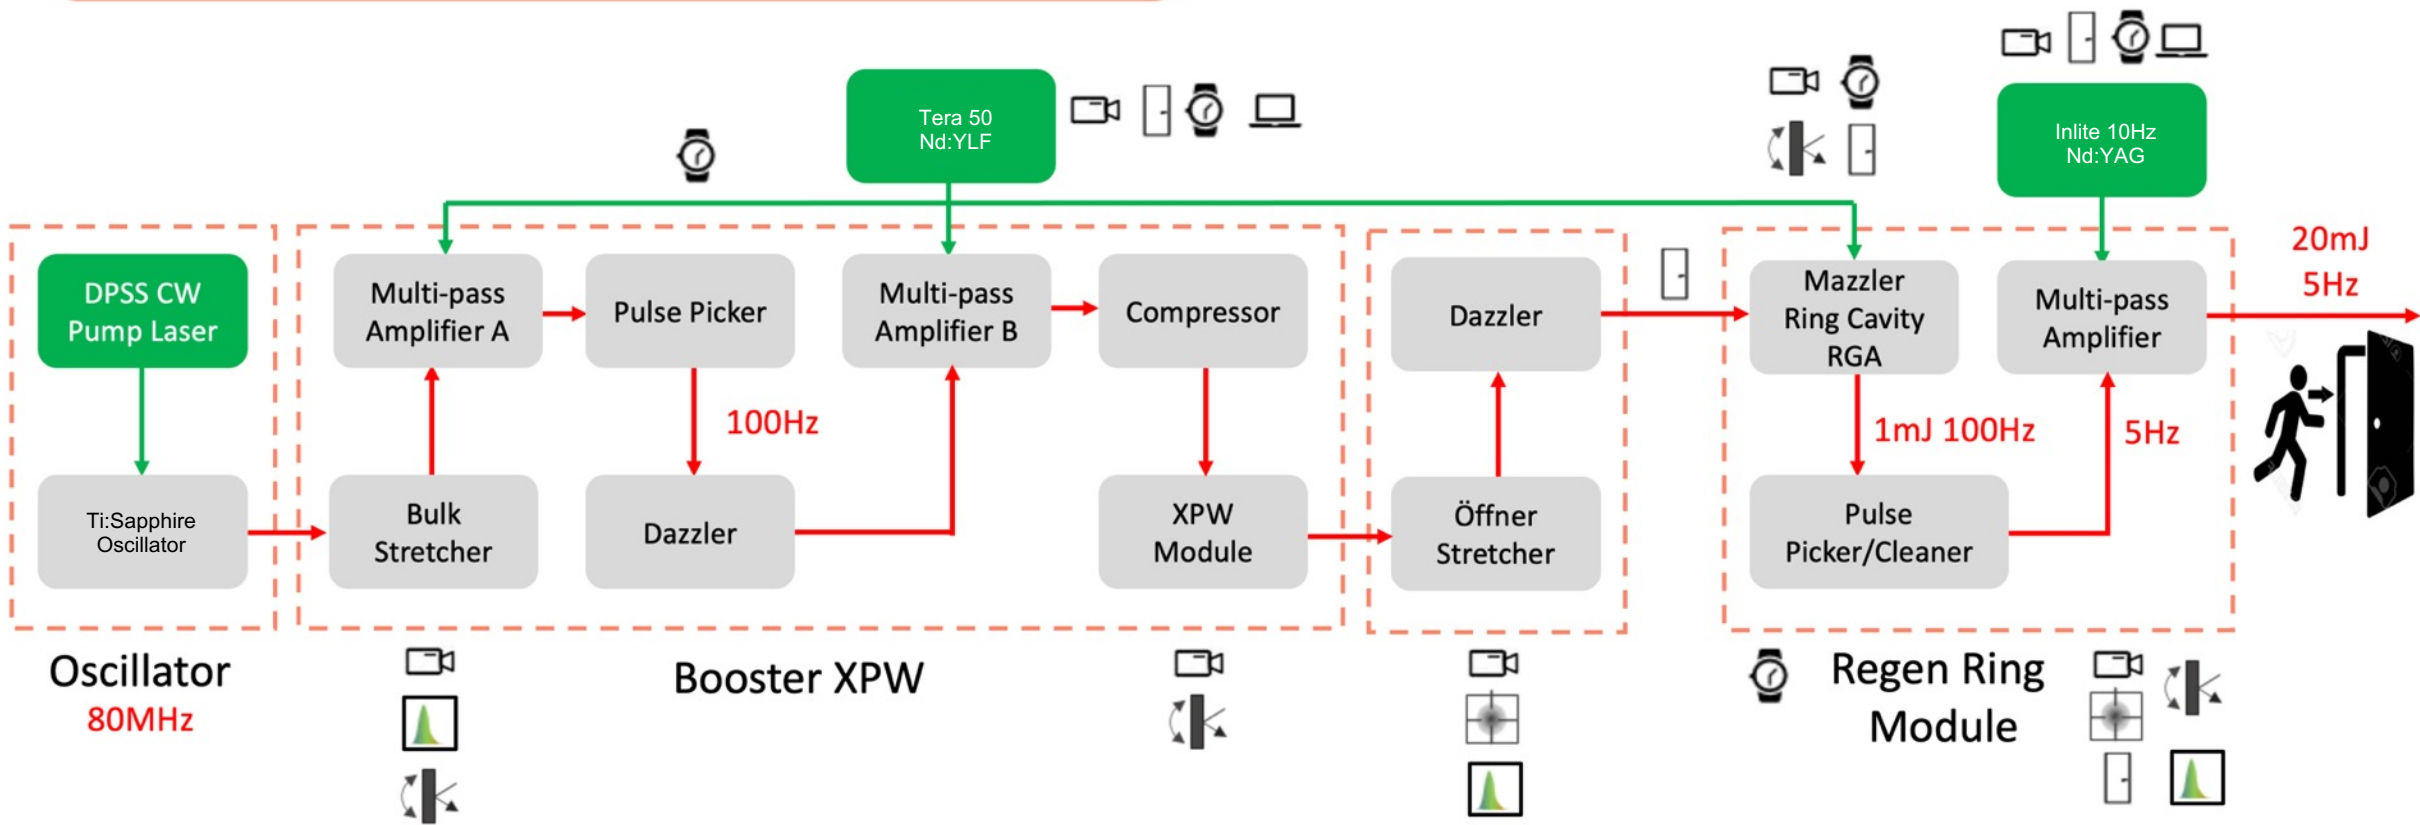 Tera 50
Nd:YLF
Inlite 10Hz
Nd:YAG
DPSS CW
Pump Laser
Multi-pass
Amplifier A
Pulse Picker
Multi-pass
Amplifier B
Compressor
Dazzler
Mazzler
Ring Cavity
RGA
Multi-pass
Amplifier
20mJ
5Hz
100Hz
1mJ 100Hz
5Hz
Ti:Sapphire
Oscillator
Bulk
Stretcher
Dazzler
XPW
Module
Öffner
Stretcher
Pulse
Picker/Cleaner
Oscillator
80MHz
Booster XPW
Regen Ring
Module